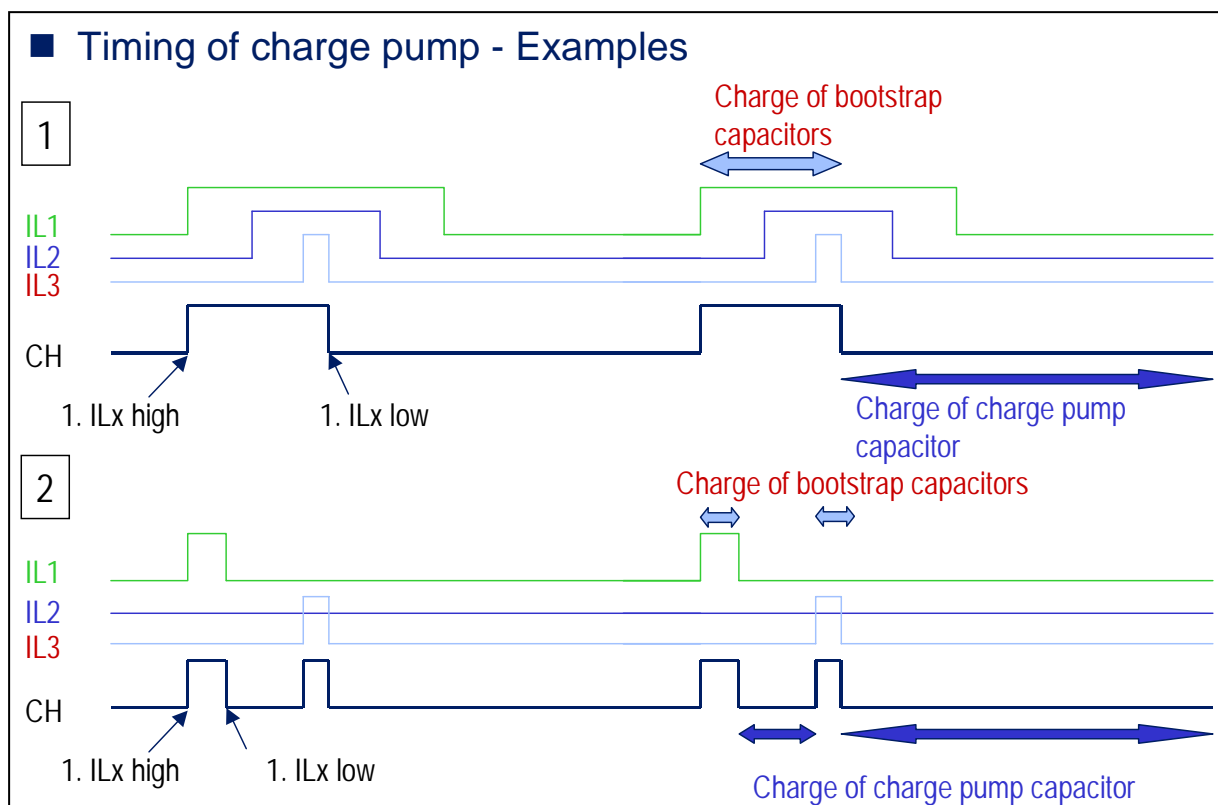 ■ Timing of charge pump - Examples
Charge of bootstrap
capacitors
1
IL1
IL2
IL3
CH
1. ILx high
1. ILx low
Charge of charge pump
capacitor
2
Charge of bootstrap capacitors
IL1
IL2
IL3
CH
1. ILx high
1. ILx low
Charge of charge pump capacitor